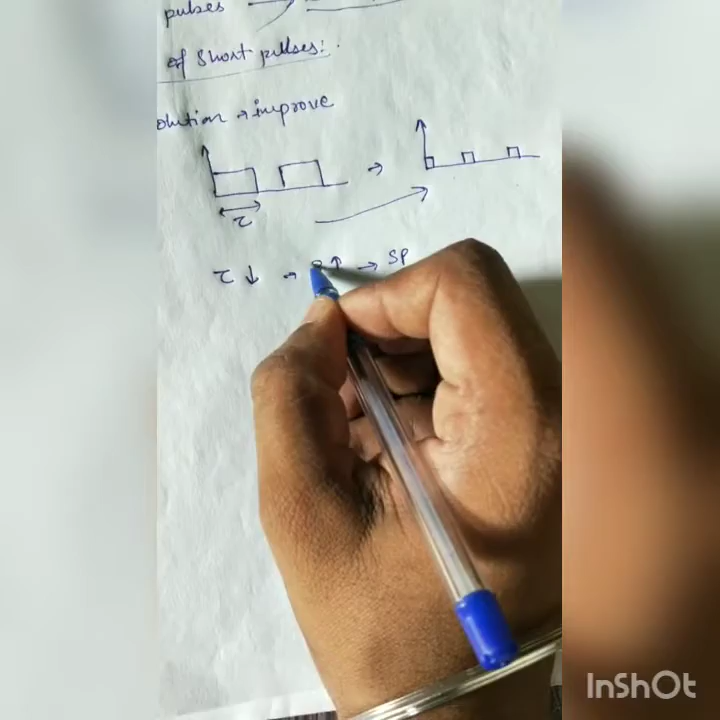 pulses →
of Short pulses:
olution → improve
→
τ
τ ↓ → ↑ → SP
InShOt